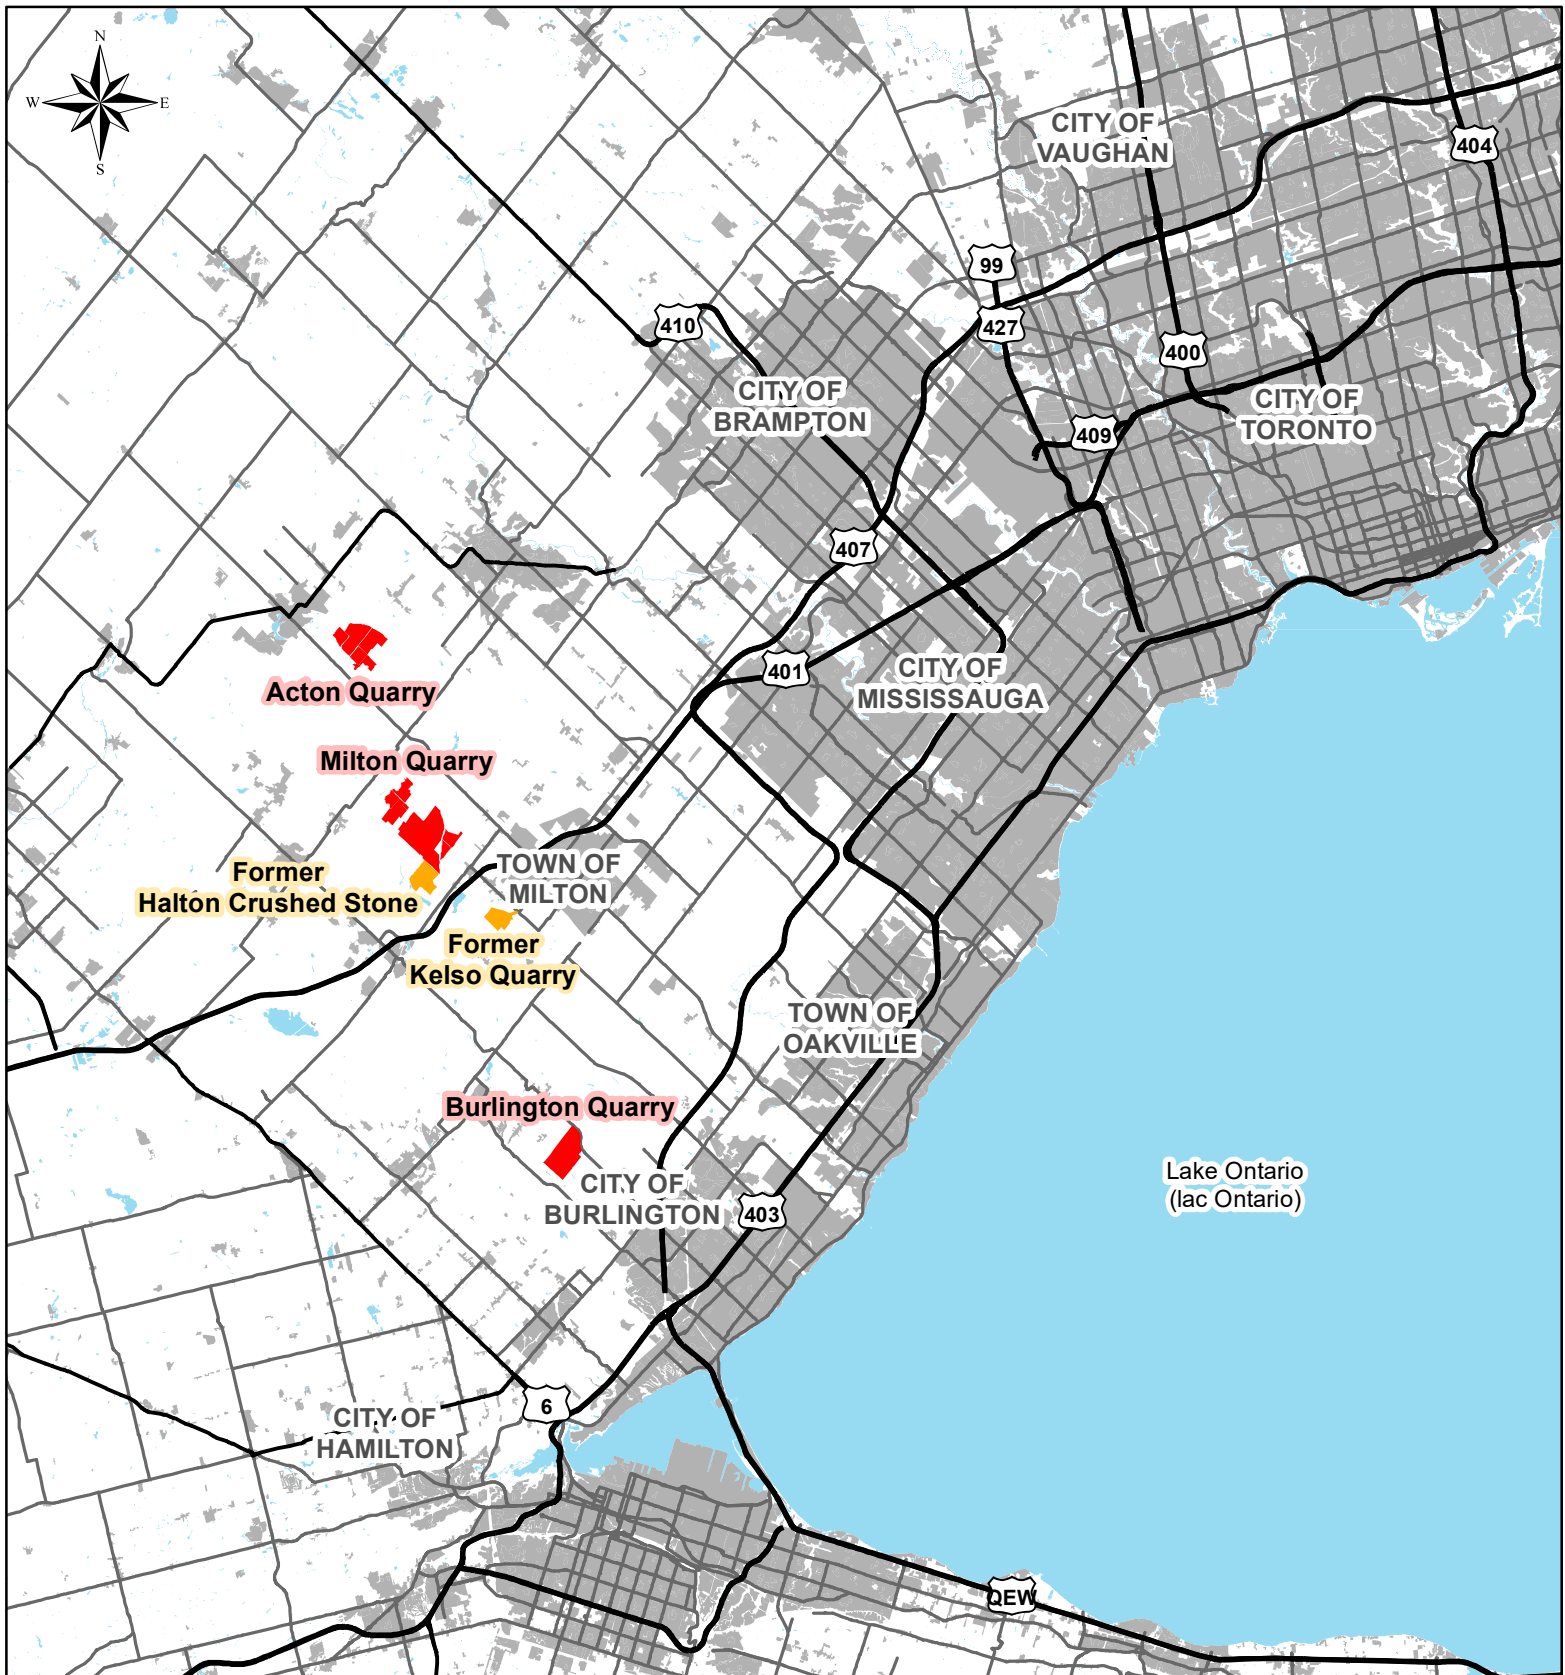 N
W
E
S
CITY OF
VAUGHAN
404
99
427
410
400
CITY OF
BRAMPTON
CITY OF
TORONTO
409
407
401
CITY OF
MISSISSAUGA
Acton Quarry
Milton Quarry
Former
Halton Crushed Stone
TOWN OF
MILTON
Former
Kelso Quarry
TOWN OF
OAKVILLE
Burlington Quarry
CITY OF
BURLINGTON
403
Lake Ontario
(lac Ontario)
6
CITY OF
HAMILTON
QEW